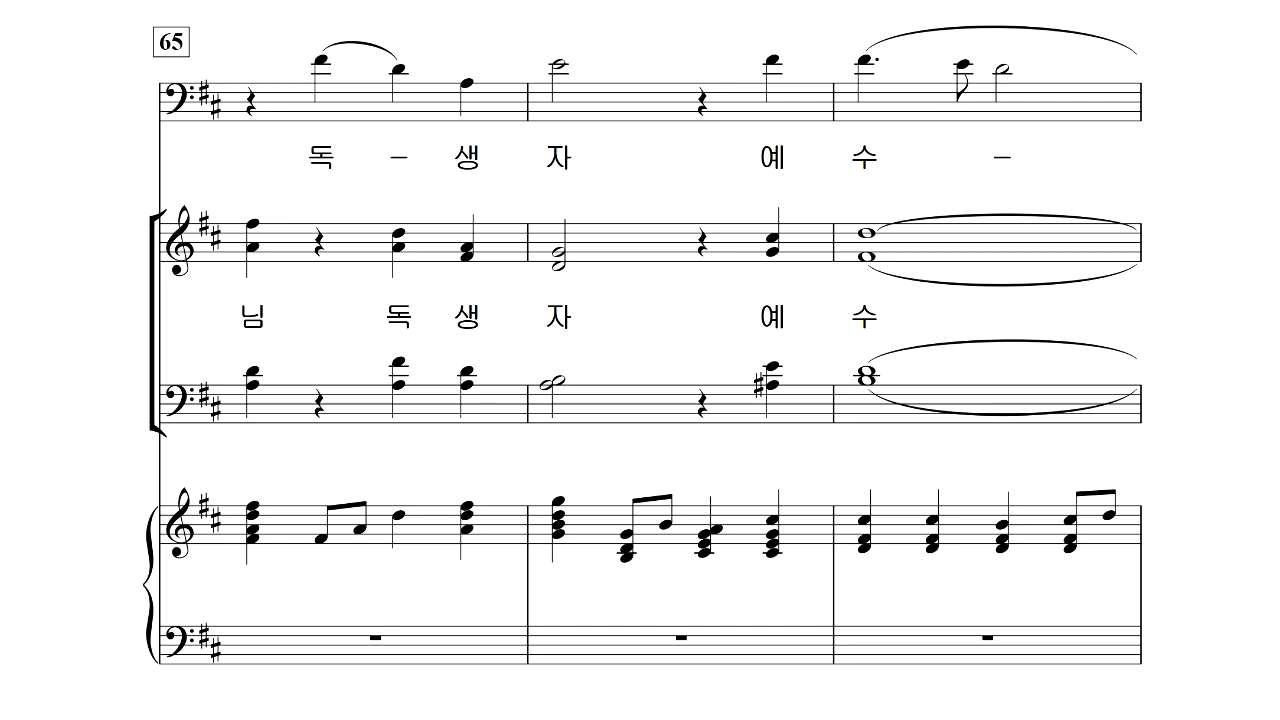 65
독 – 생 자 예 수 –
님 독 생 자 예 수